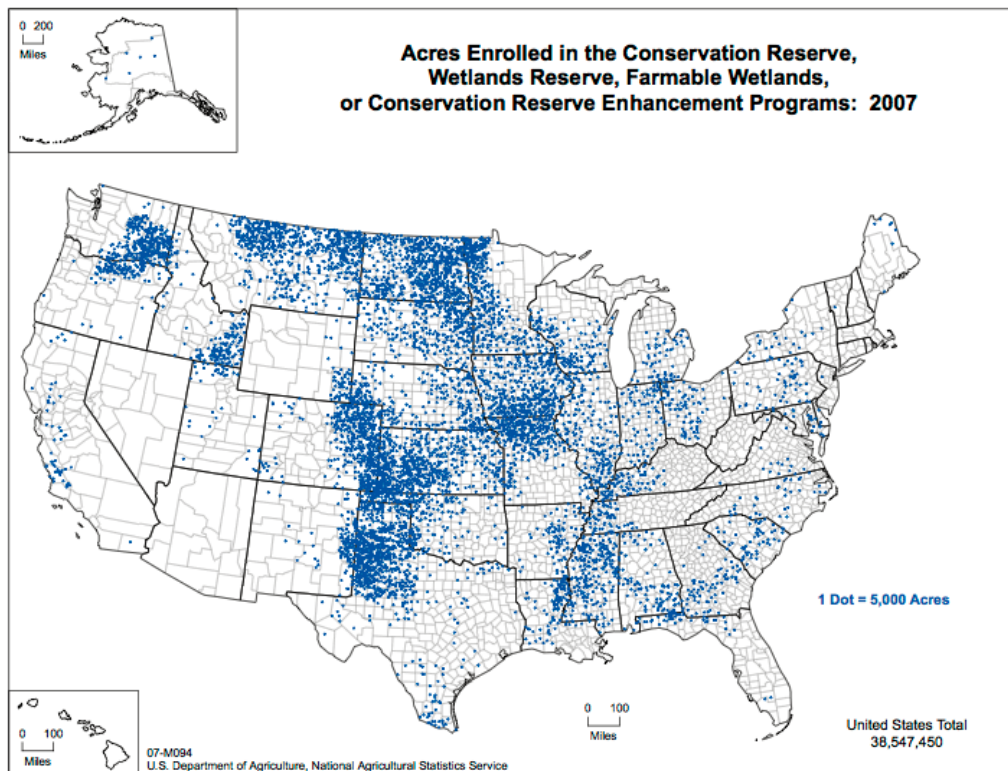 0 200
Miles
Acres Enrolled in the Conservation Reserve,
Wetlands Reserve, Farmable Wetlands,
or Conservation Reserve Enhancement Programs: 2007
1 Dot = 5,000 Acres
0 100
Miles
0 100
Miles
United States Total
38,547,450
07-M094
U.S. Department of Agriculture, National Agricultural Statistics Service